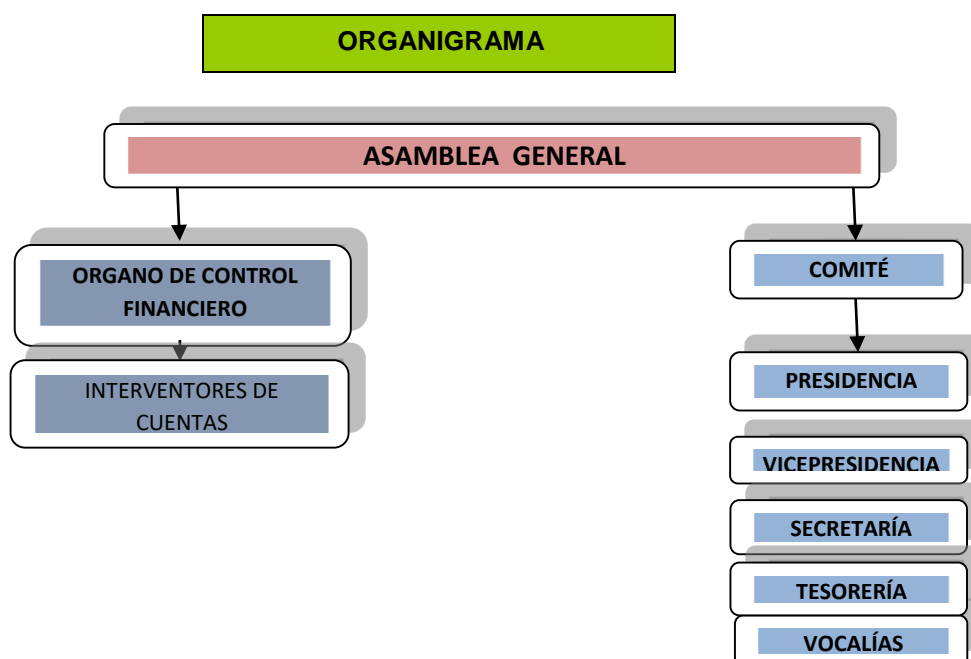 ORGANIGRAMA
ASAMBLEA GENERAL
ORGANO DE CONTROL
FINANCIERO
INTERVENTORES DE
CUENTAS
COMITÉ
PRESIDENCIA
VICEPRESIDENCIA
SECRETARÍA
TESORERÍA
VOCALÍAS